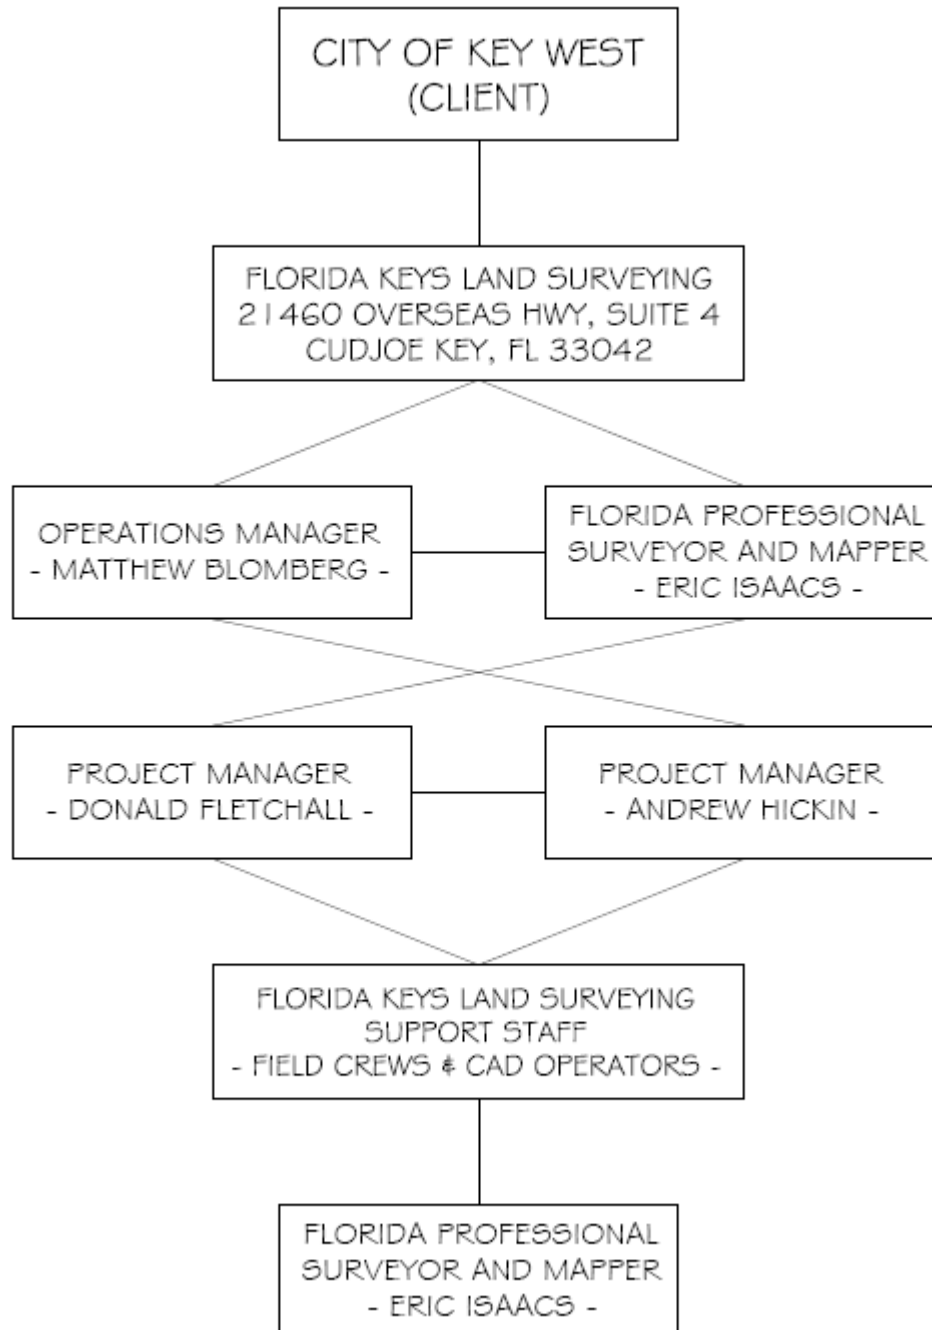 CITY OF KEY WEST
(CLIENT)
FLORIDA KEYS LAND SURVEYING
21460 OVERSEAS HWY, SUITE 4
CUDJOE KEY, FL 33042
OPERATIONS MANAGER
- MATTHEW BLOMBERG -
FLORIDA PROFESSIONAL
SURVEYOR AND MAPPER
- ERIC ISAACS -
PROJECT MANAGER
- DONALD FLETCHALL -
PROJECT MANAGER
- ANDREW HICKIN -
FLORIDA KEYS LAND SURVEYING
SUPPORT STAFF
- FIELD CREWS & CAD OPERATORS -
FLORIDA PROFESSIONAL
SURVEYOR AND MAPPER
- ERIC ISAACS -